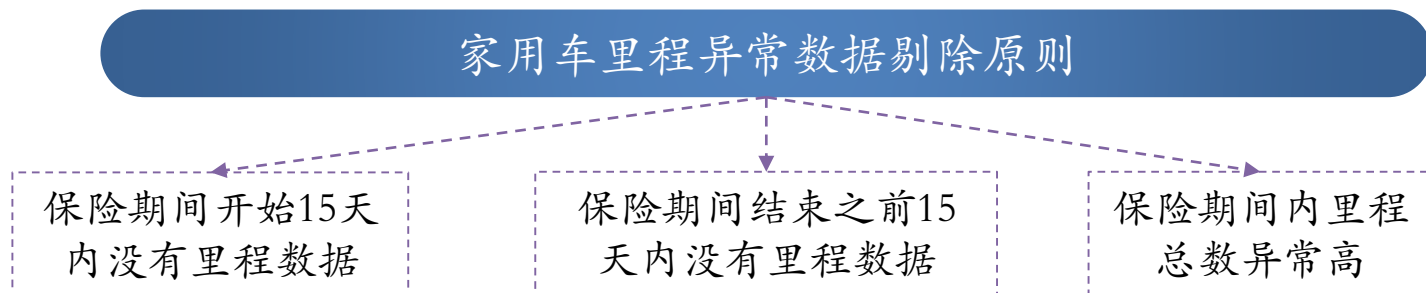 家用车里程异常数据剔除原则
保险期间开始15天
内没有里程数据
保险期间结束之前15
天内没有里程数据
保险期间内里程
总数异常高